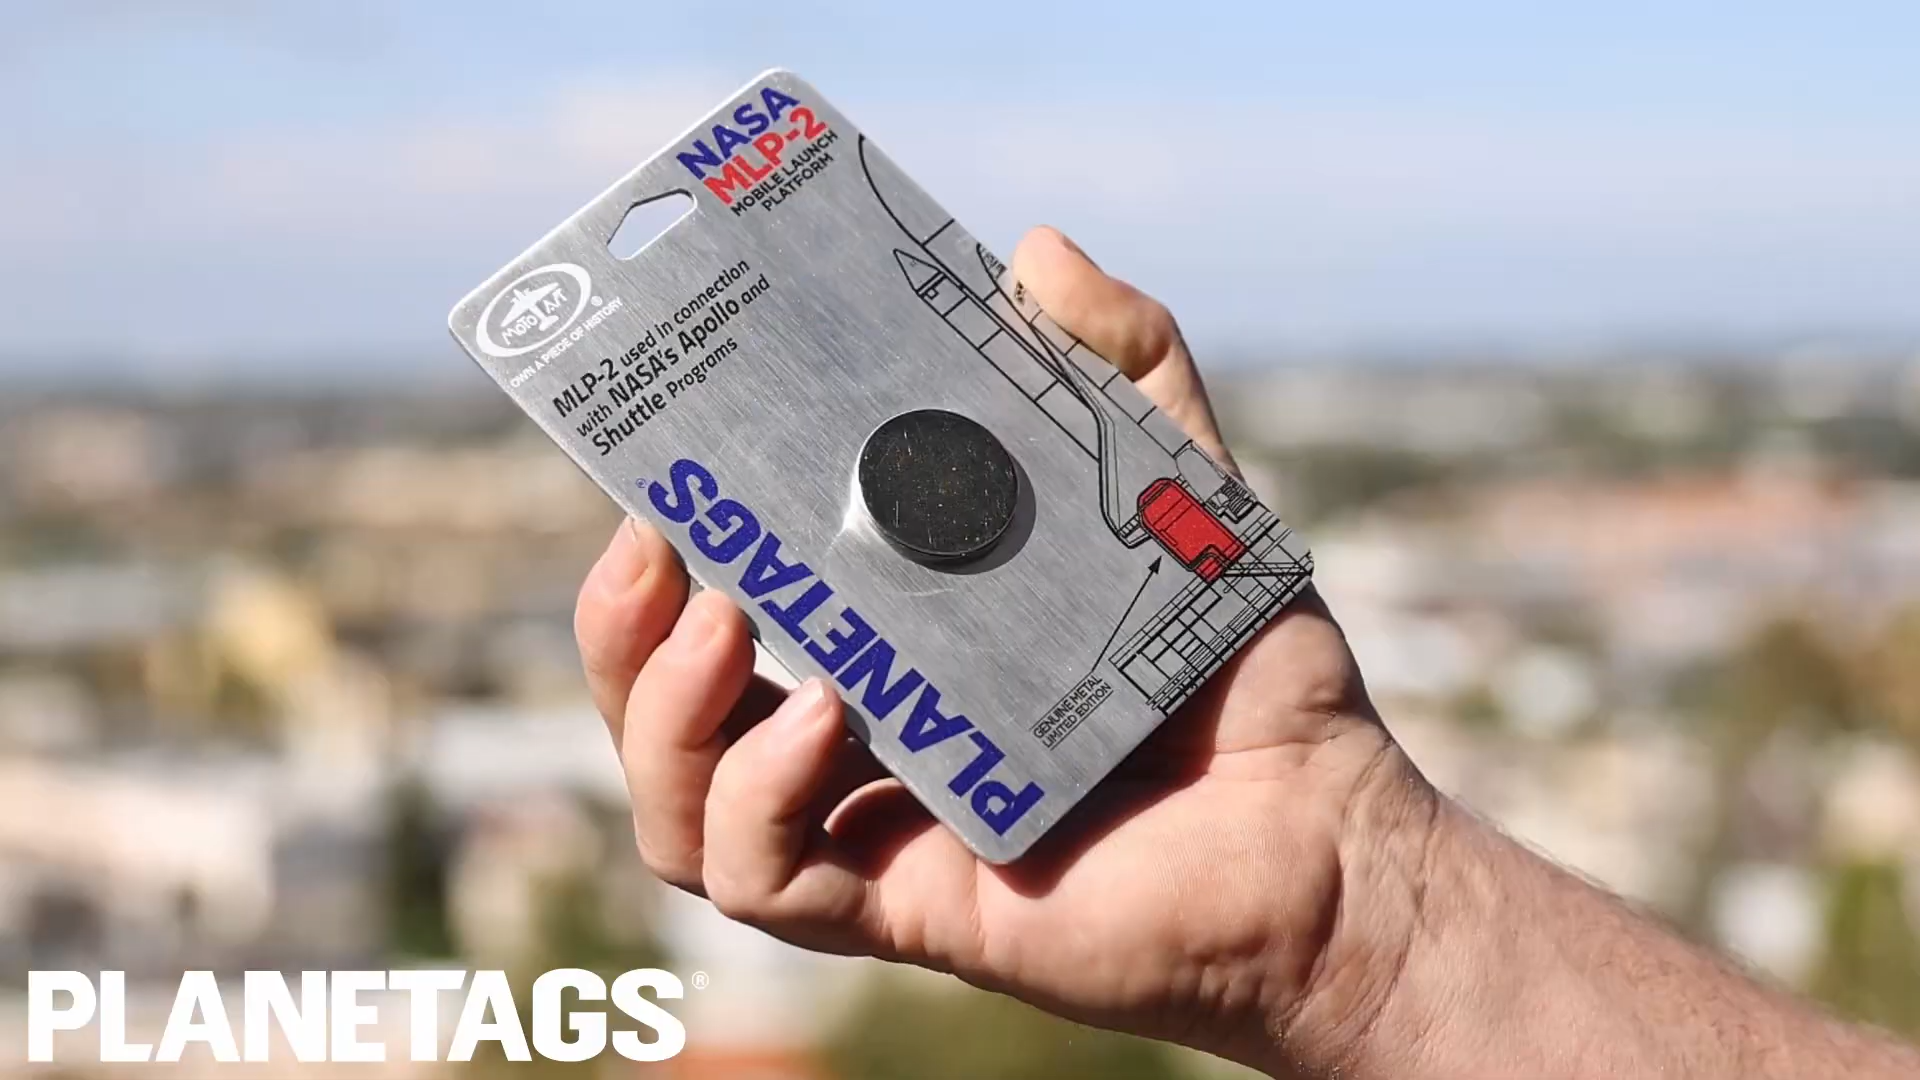 NASA
MLP-2
MOBILE LAUNCH
PLATFORM
MOTOART®
OWN A PIECE OF HISTORY
MLP-2 used in connection
with NASA's Apollo and
Shuttle Programs
PLANETAGS®
GENUINE METAL
LIMITED EDITION
PLANETAGS®